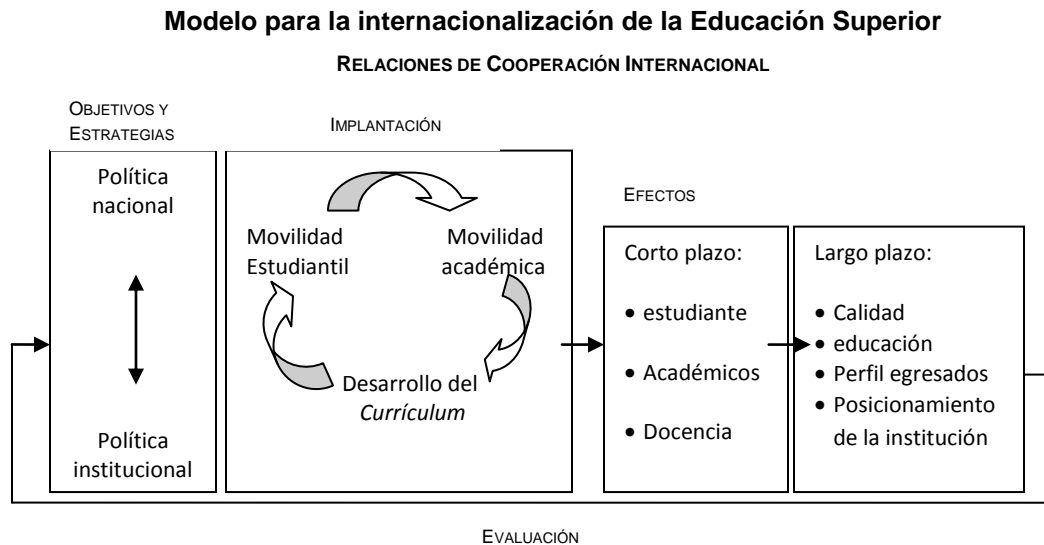 Modelo para la internacionalización de la Educación Superior
RELACIONES DE COOPERACIÓN INTERNACIONAL
OBJETIVOS Y
ESTRATEGIAS
IMPLANTACIÓN
Política
nacional
Política
institucional
Movilidad
Estudiantil
Movilidad
académica
Desarrollo del
Currículum
EFECTOS
Corto plazo:
• estudiante
• Académicos
• Docencia
Largo plazo:
• Calidad
• educación
• Perfil egresados
• Posicionamiento
de la institución
EVALUACIÓN